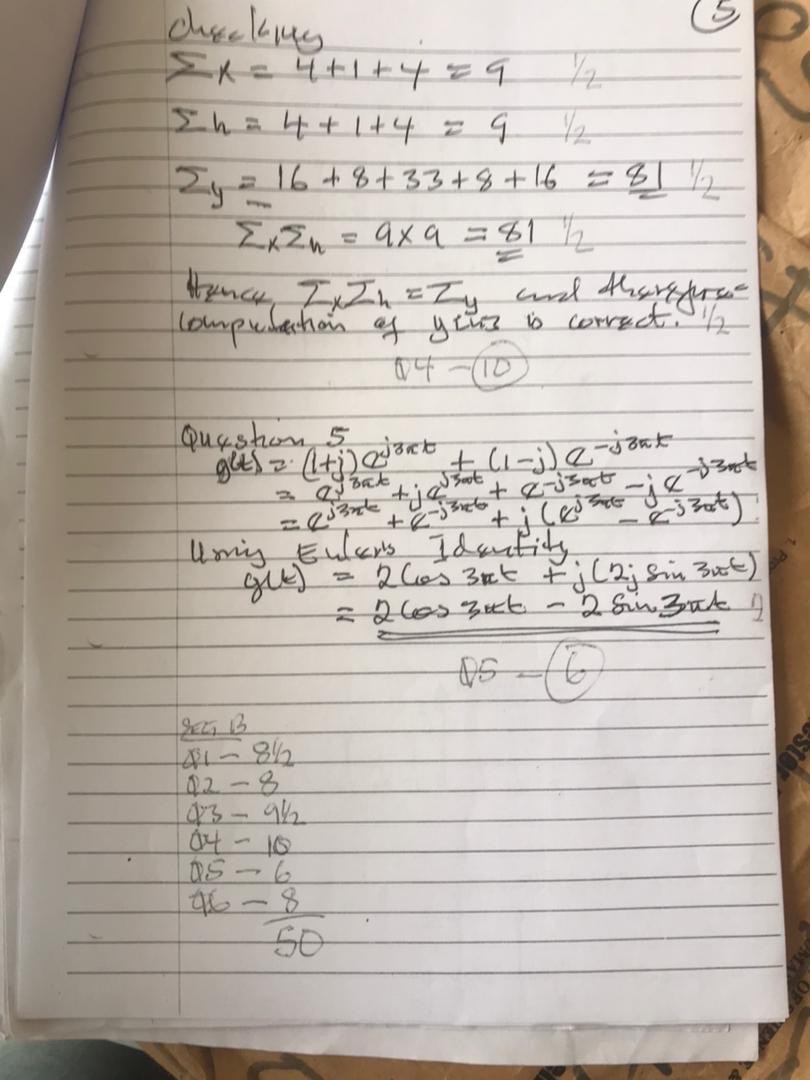 5
checking
Σx = 4+1+4 = 9 ½
Σh = 4+1+4 = 9 ½
Σy = 16 + 8 + 33 + 8 + 16 = 81 ½
ΣxΣh = 9 x 9 = 81 ½
Hence ΣxΣh = Σy and therefore
computation of y[n] is correct. ½
Q4 - 10
Question 5
g(t) = (1+j) e^{j3πt} + (1-j) e^{-j3πt}
= e^{j3πt} + j e^{j3πt} + e^{-j3πt} - j e^{-j3πt}
= e^{j3πt} + e^{-j3πt} + j (e^{j3πt} - e^{-j3πt})
Using Euler's Identity
g(t) = 2 Cos 3πt + j(2j Sin 3πt)
= 2 Cos 3πt - 2 Sin 3πt
Q5 - 6
SEC. B
Q1 - 8½
Q2 - 8
Q3 - 9½
Q4 - 10
Q5 - 6
Q6 - 8
50